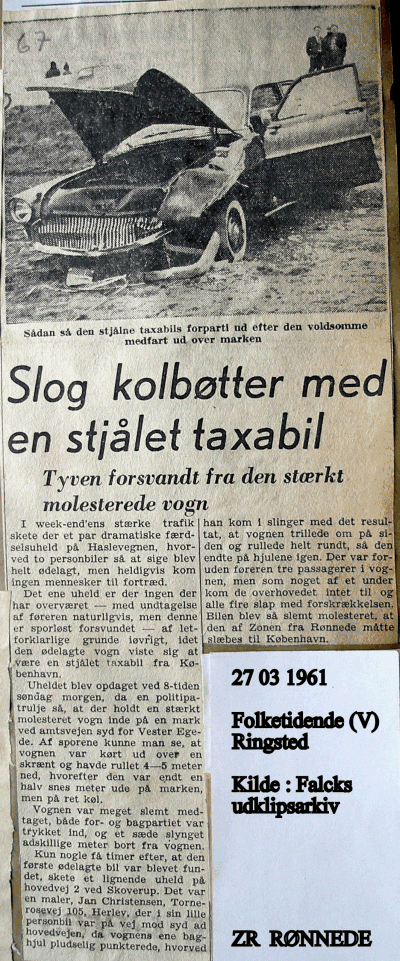 67
Sådan så den stjålne taxabils forparti ud efter den voldsomme
medfart ud over marken
Slog kolbøtter med
en stjålet taxabil
Tyven forsvandt fra den stærkt
molesterede vogn
I week-end'ens stærke trafik
skete der et par dramatiske færd-
selsuheld på Haslevegnen, hvor-
ved to personbiler så at sige blev
helt ødelagt, men heldigvis kom
ingen mennesker til fortræd.
Det ene uheld er der ingen der
har overværet — med undtagelse
af føreren naturligvis, men denne
er sporløst forsvundet — af let-
forklarlige grunde iøvrigt, idet
den ødelagte vogn viste sig at
være en stjålet taxabil fra Kø-
benhavn.
Uheldet blev opdaget ved 8-tiden
søndag morgen, da en politipa-
trulje så, at der holdt en stærkt
molesteret vogn inde på en mark
ved amtsvejen syd for Vester Ege-
de. Af sporene kunne man se, at
vognen var kørt ud over en
skrænt og havde rullet 4—5 meter
ned, hvorefter den var endt en
halv snes meter ude på marken,
men på ret køl.
Vognen var meget slemt med-
taget, både for- og bagpartiet var
trykket ind, og et sæde slynget
adskillige meter bort fra vognen.
Kun nogle få timer efter, at den
første ødelagte bil var blevet fun-
det, skete et lignende uheld på
hovedvej 2 ved Skoverup. Det var
en maler, Jan Christensen, Torne-
rosevej 105, Herlev, der i sin lille
personbil var på vej mod syd ad
hovedvejen, da vognens ene bag-
hjul pludselig punkterede, hvorved
han kom i slinger med det resul-
tat, at vognen trillede om på si-
den og rullede helt rundt, så den
endte på hjulene igen. Der var for-
uden føreren tre passagerer i vog-
nen, men som noget af et under
kom de overhovedet intet til og
alle fire slap med forskrækkelsen.
Bilen blev så slemt molesteret, at
den af Zonen fra Rønnede måtte
slæbes til København.
27 03 1961
Folketidende (V)
Ringsted
Kilde : Falcks
udklipsarkiv
ZR RØNNEDE